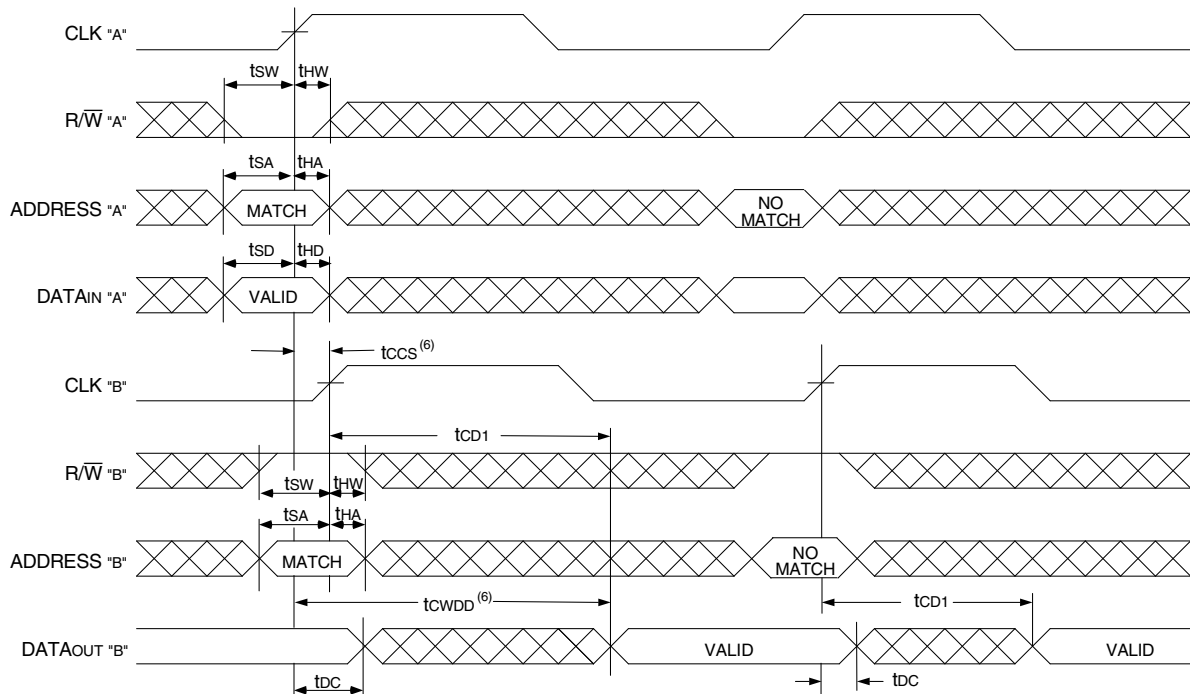 CLK "A"
tSW tHW
R/W̅ "A"
tSA tHA
ADDRESS "A" MATCH NO MATCH
tSD tHD
DATAIN "A" VALID
tCCS (6)
CLK "B"
tCD1
R/W̅ "B"
tSW tHW
tSA tHA
ADDRESS "B" MATCH NO MATCH
tCWDD (6) tCD1
DATAOUT "B" VALID VALID
tDC tDC